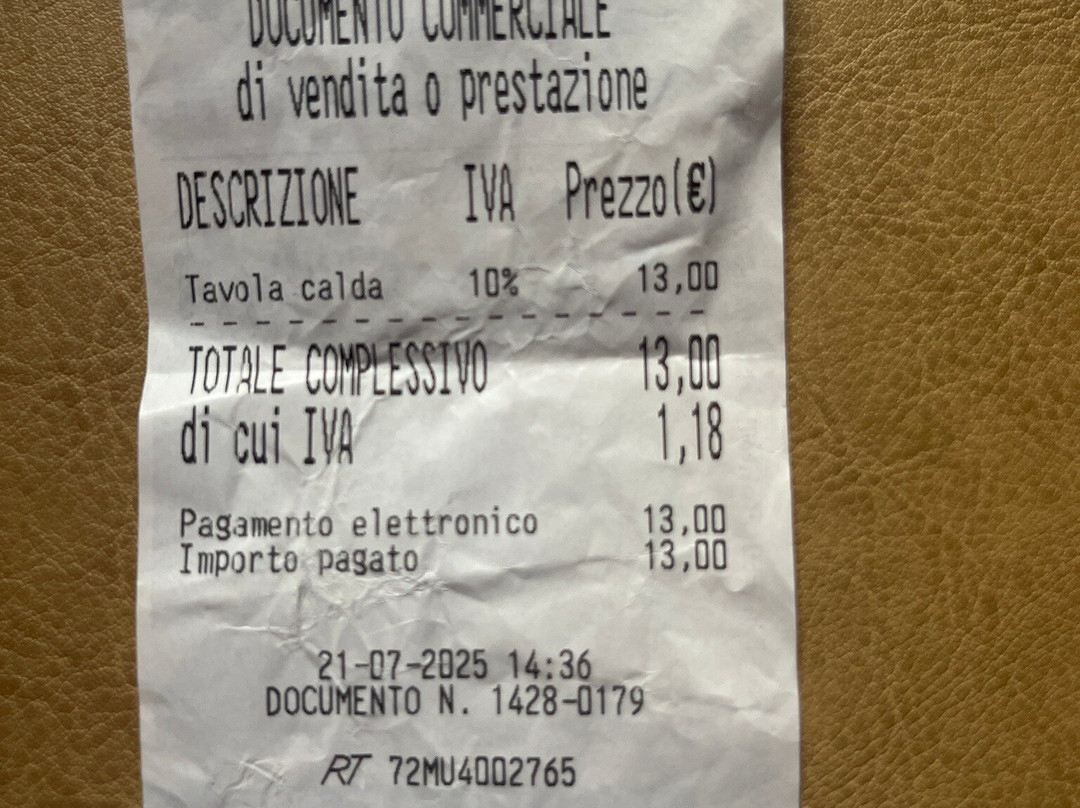 DOCUMENTO COMMERCIALE
di vendita o prestazione
DESCRIZIONE IVA Prezzo(€)
Tavola calda 10% 13,00
TOTALE COMPLESSIVO 13,00
di cui IVA 1,18
Pagamento elettronico 13,00
Importo pagato 13,00
21-07-2025 14:36
DOCUMENTO N. 1428-0179
RT 72MU4002765